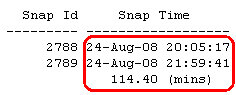 Snap Id Snap Time
--------- ------------------
2788 24-Aug-08 20:05:17
2789 24-Aug-08 21:59:41
114.40 (mins)